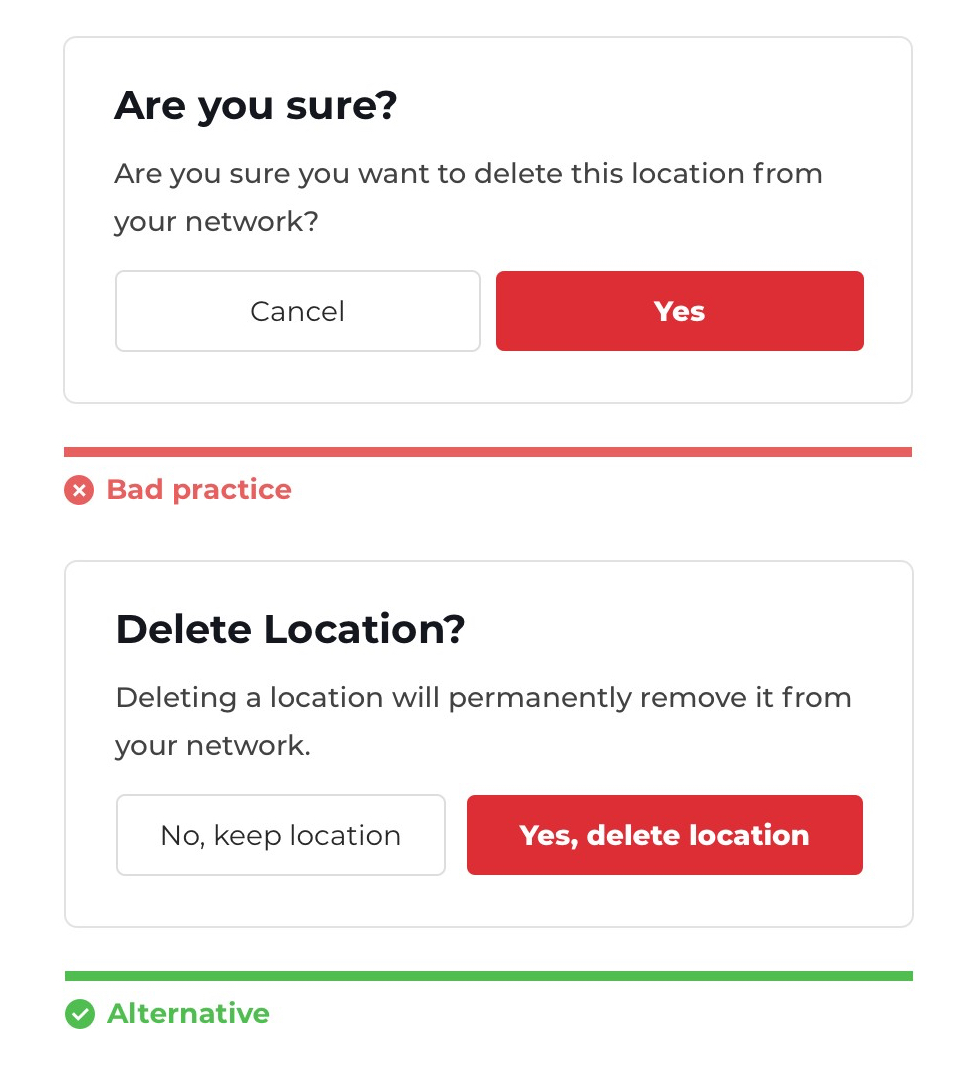 Are you sure?
Are you sure you want to delete this location from
your network?
Cancel
Yes
Bad practice
Delete Location?
Deleting a location will permanently remove it from
your network.
No, keep location
Yes, delete location
Alternative